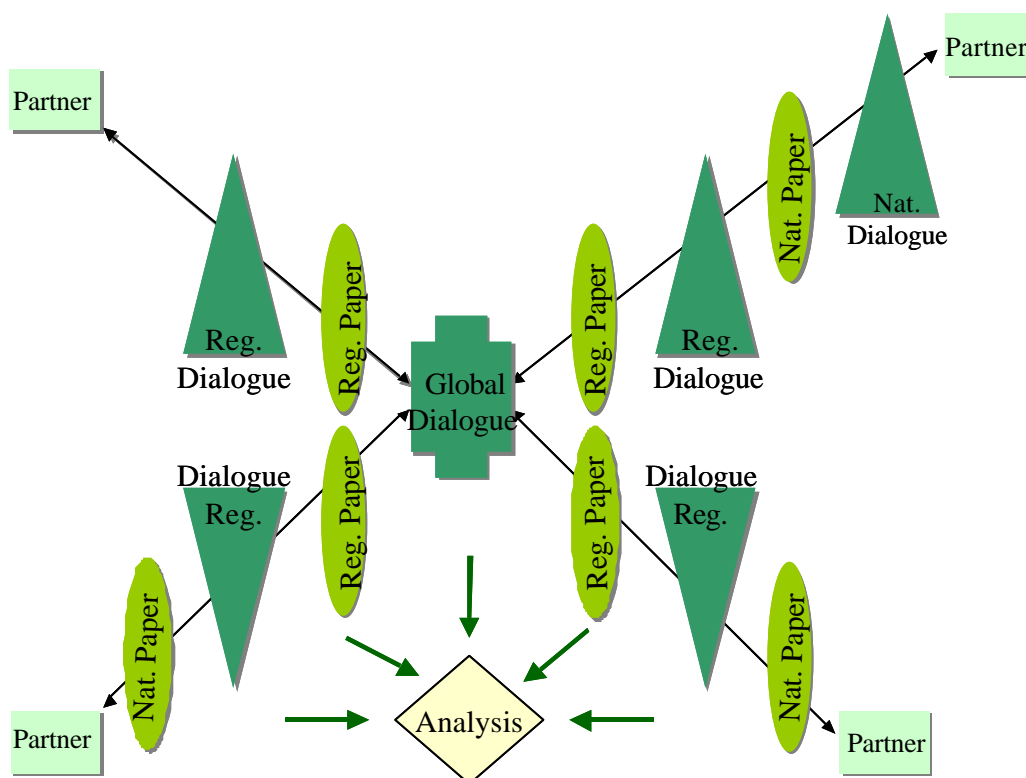 Partner
Partner
Nat. Paper
Nat.
Dialogue
Reg.
Dialogue
Reg. Paper
Reg. Paper
Reg.
Dialogue
Global
Dialogue
Dialogue
Reg.
Reg. Paper
Reg. Paper
Dialogue
Reg.
Nat. Paper
Nat. Paper
Partner
Analysis
Partner